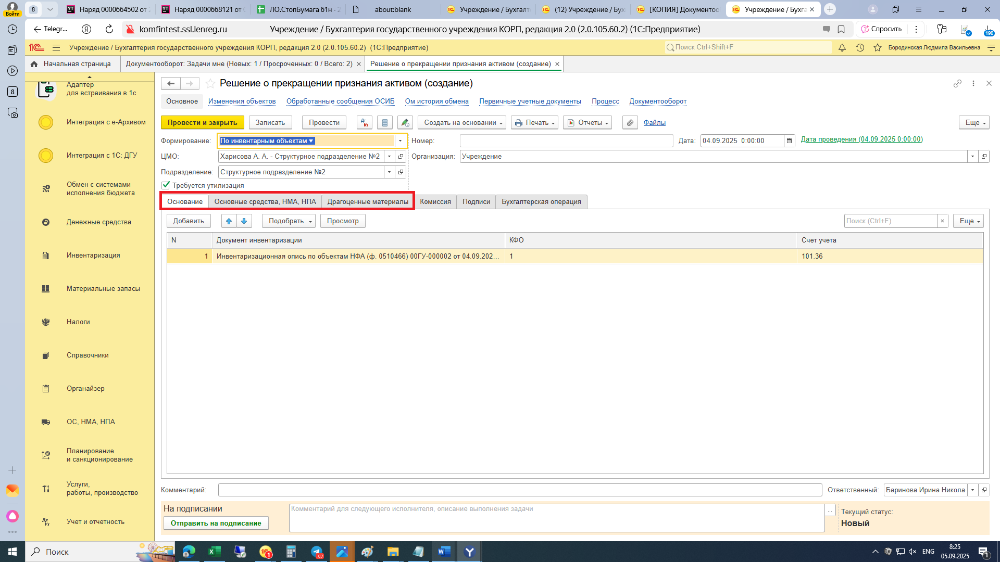 Войти
8
Наряд 0000664502 от 2
Наряд 0000668121 от
ЛО.СтопБумага 61н - 2
about:blank
Учреждение / Бухгалт
(12) Учреждение / Бух
[КОПИЯ] Документоо
Учреждение / Бухга
Telegr...
komfintest.ssl.lenreg.ru
Учреждение / Бухгалтерия государственного учреждения КОРП, редакция 2.0 (2.0.105.60.2) (1С:Предприятие)
Спросить
190
Учреждение / Бухгалтерия государственного учреждения КОРП, редакция 2.0 (2.0.105.60.2) (1С:Предприятие)
Поиск Ctrl+Shift+F
Бородинская Людмила Васильевна
Начальная страница
Документооборот: Задачи мне (Новых: 1 / Просроченных: 0 / Всего: 2)
Решение о прекращении признания активом (создание)
8
Адаптер
для встраивания в 1с
Интеграция с е-Архивом
Интеграция с 1С: ДГУ
Обмен с системами
исполнения бюджета
Денежные средства
Инвентаризация
Материальные запасы
Налоги
Справочники
Органайзер
ОС, НМА, НПА
Планирование
и санкционирование
Услуги,
работы, производство
Учет и отчетность
Решение о прекращении признания активом (создание)
Основное
Изменения объектов
Обработанные сообщения ОСИБ
Ом история обмена
Первичные учетные документы
Процесс
Документооборот
Провести и закрыть
Записать
Провести
Дт
Кт
Создать на основании
Печать
Отчеты
Файлы
Еще
Формирование:
По инвентарным объектам
Номер:
Дата:
04.09.2025 0:00:00
Дата проведения (04.09.2025 0:00:00)
ЦМО:
Харисова А. А. - Структурное подразделение №2
Организация:
Учреждение
Подразделение:
Структурное подразделение №2
Требуется утилизация
Основание
Основные средства, НМА, НПА
Драгоценные материалы
Комиссия
Подписи
Бухгалтерская операция
Добавить
Подобрать
Просмотр
Поиск (Ctrl+F)
×
Еще
N
Документ инвентаризации
КФО
Счет учета
1
Инвентаризационная опись по объектам НФА (ф. 0510466) 00ГУ-000002 от 04.09.202...
1
101.36
Комментарий:
Ответственный:
Баринова Ирина Никола
На подписании
Комментарий для следующего исполнителя, описание выполнения задачи
...
Текущий статус:
Отправить на подписание
Новый
Поиск
1
.07
ENG
8:25
05.09.2025
1